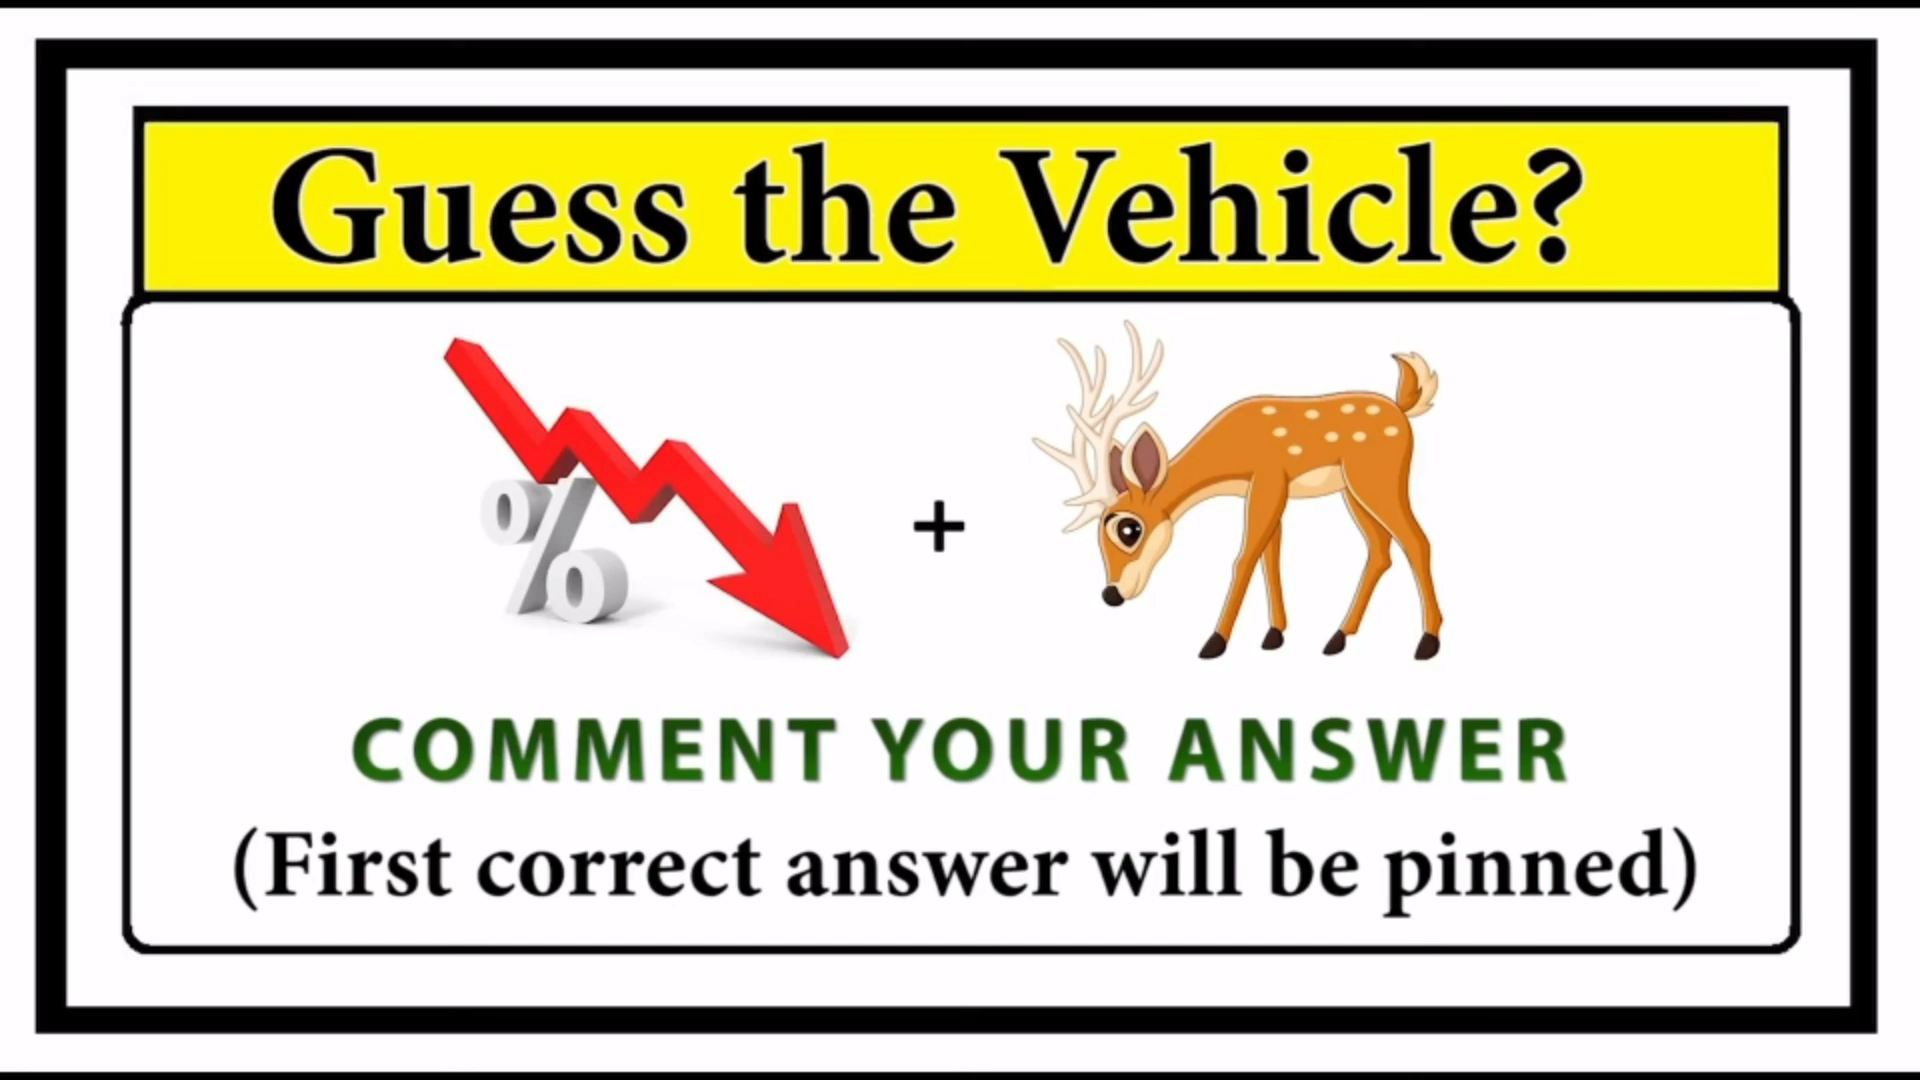 Guess the Vehicle?
%
+
COMMENT YOUR ANSWER
(First correct answer will be pinned)